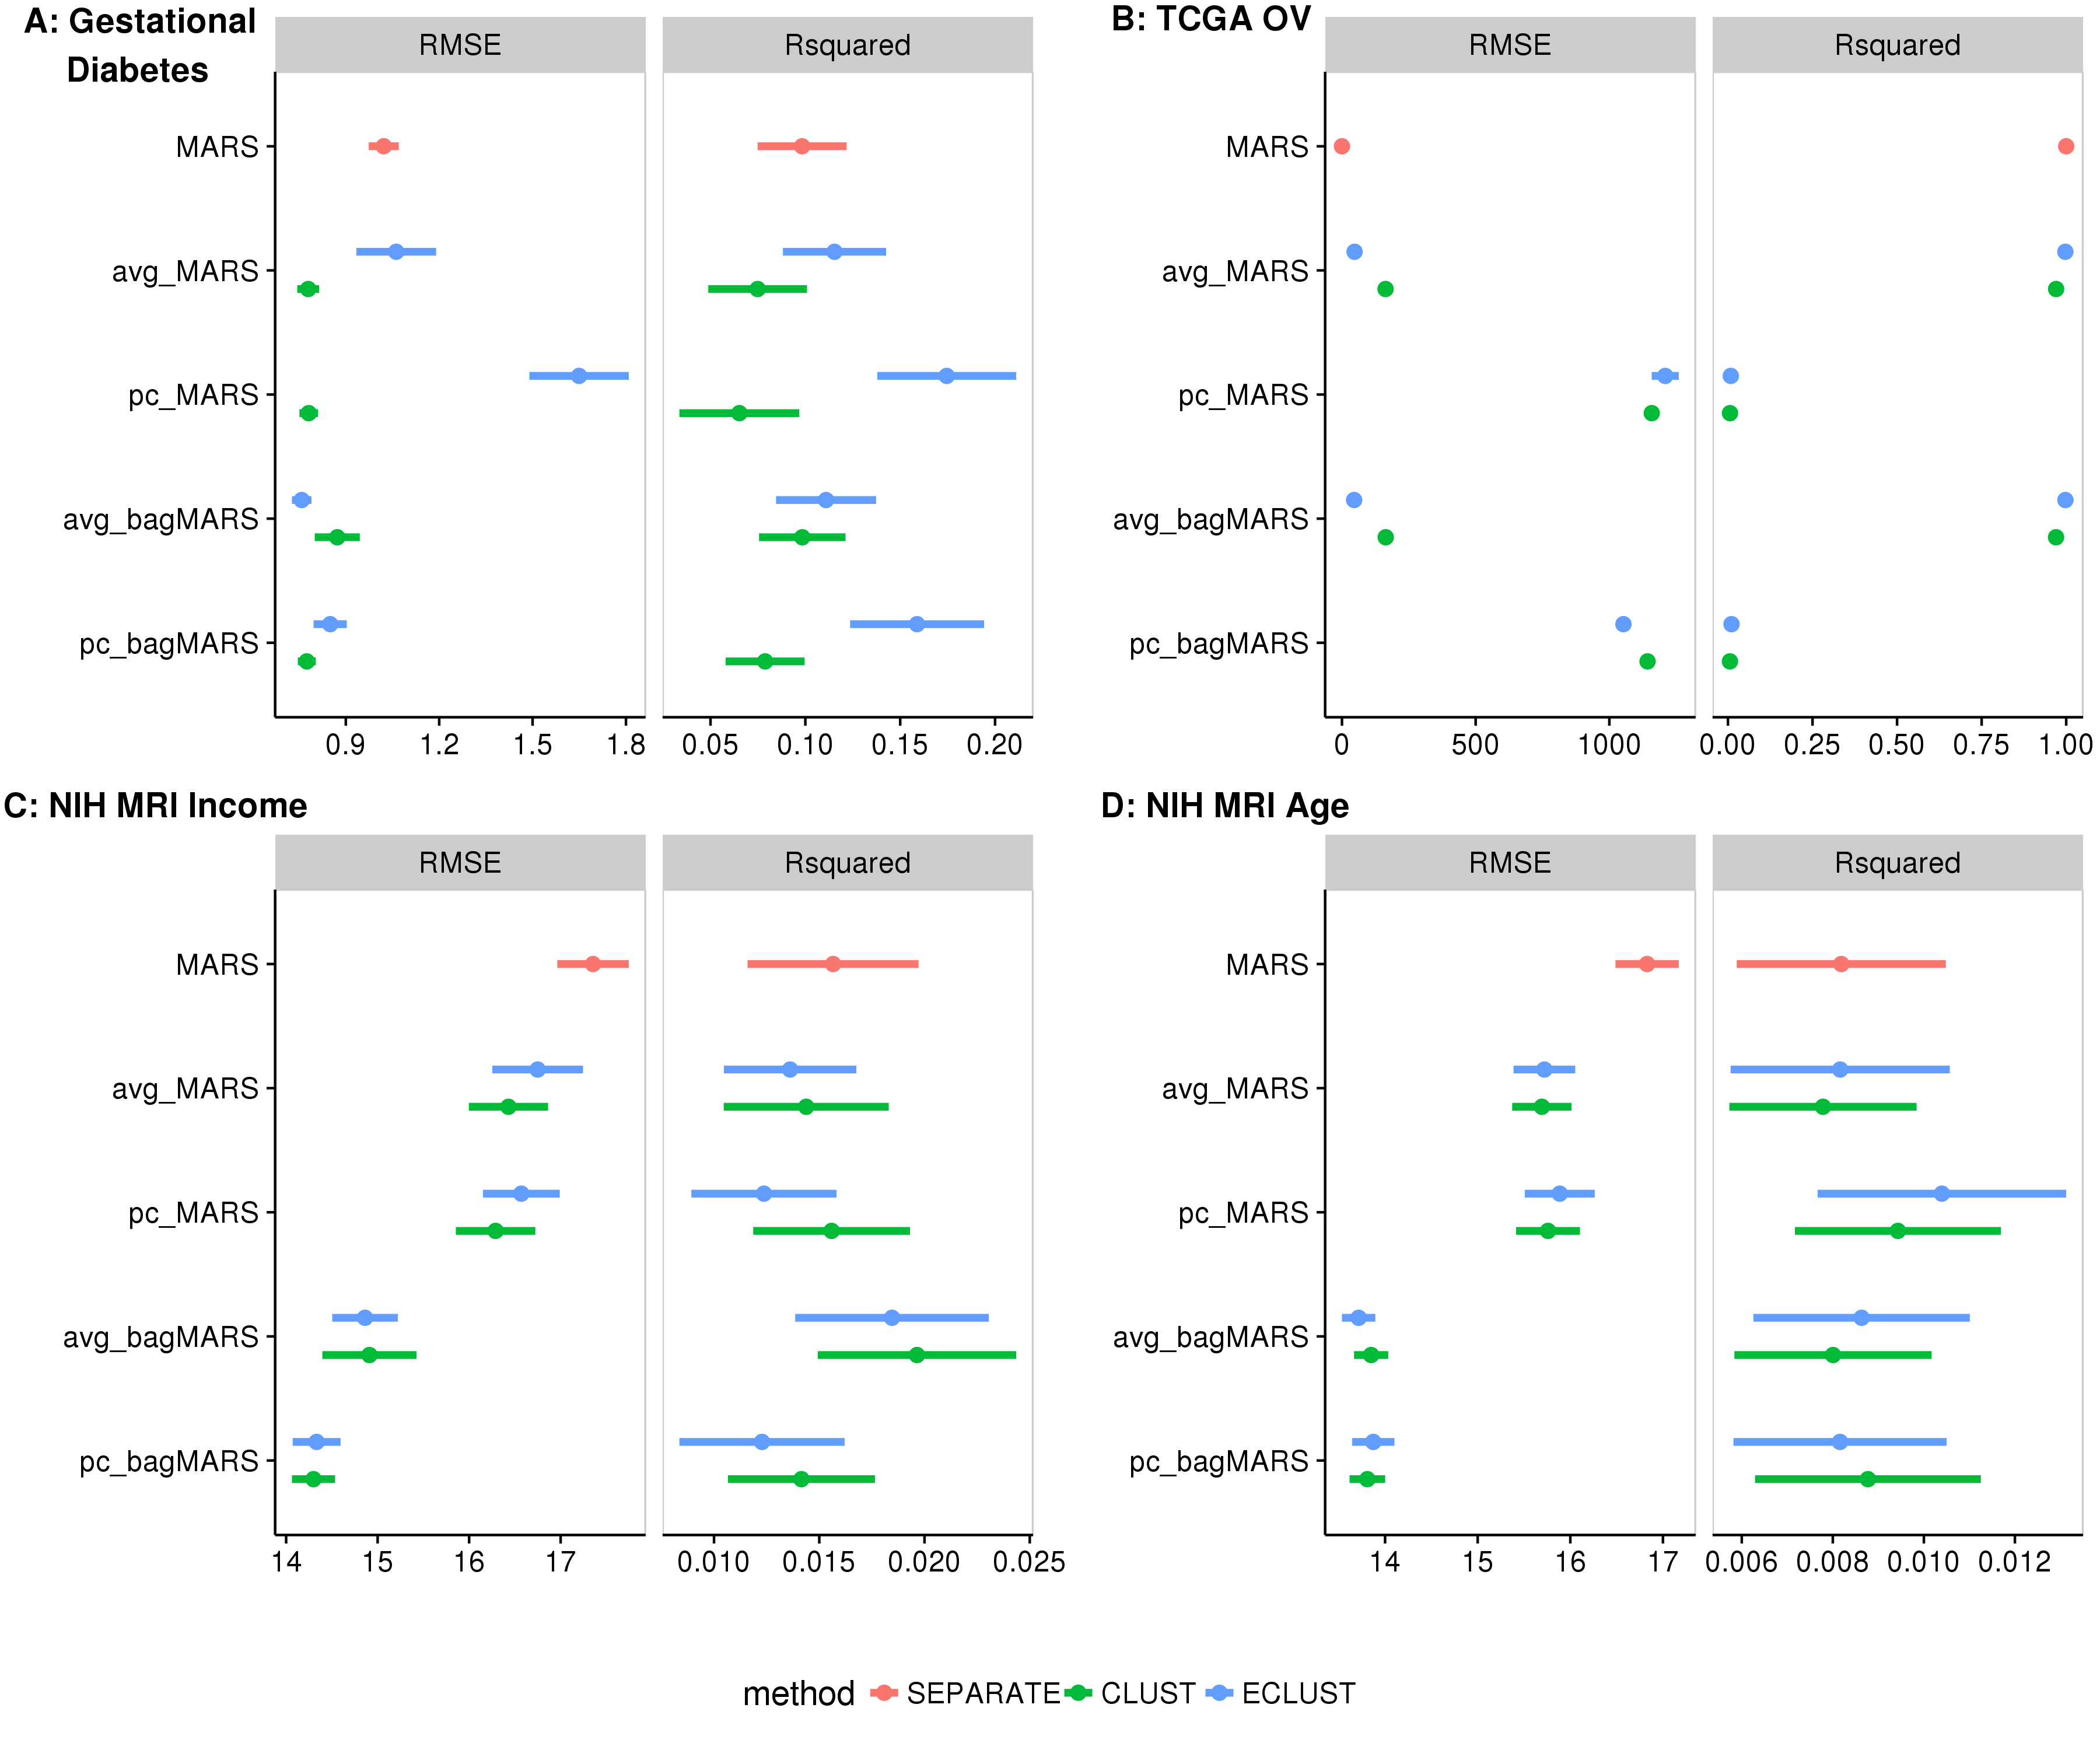 A: Gestational
Diabetes
RMSE
Rsquared
MARS
avg_MARS
pc_MARS
avg_bagMARS
pc_bagMARS
0.9 1.2 1.5 1.8
0.05 0.10 0.15 0.20
B: TCGA OV
RMSE
Rsquared
MARS
avg_MARS
pc_MARS
avg_bagMARS
pc_bagMARS
0 500 1000
0.00 0.25 0.50 0.75 1.00
C: NIH MRI Income
RMSE
Rsquared
MARS
avg_MARS
pc_MARS
avg_bagMARS
pc_bagMARS
14 15 16 17
0.010 0.015 0.020 0.025
D: NIH MRI Age
RMSE
Rsquared
MARS
avg_MARS
pc_MARS
avg_bagMARS
pc_bagMARS
14 15 16 17
0.006 0.008 0.010 0.012
method SEPARATE CLUST ECLUST